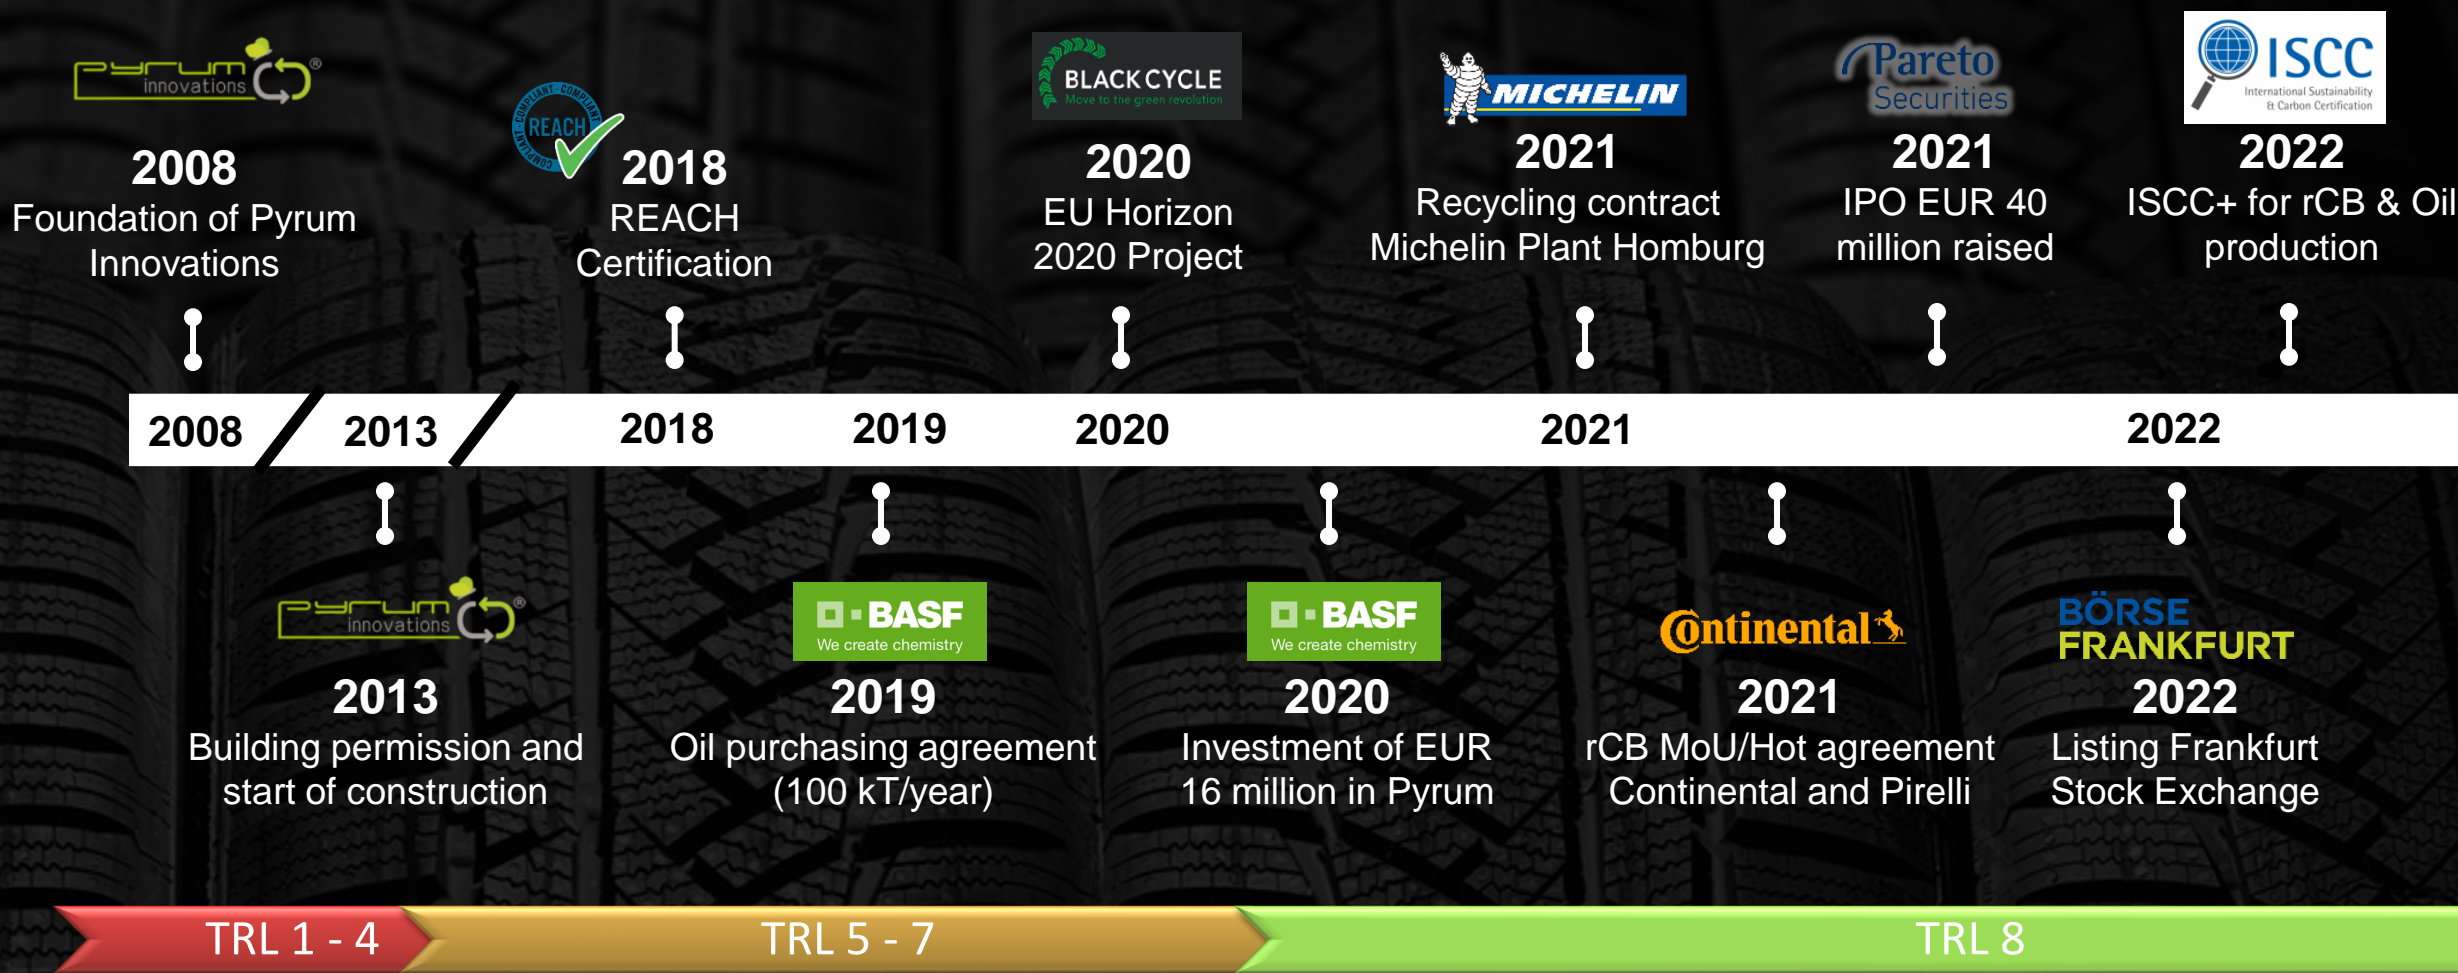 pyrum
innovations
®
2008
Foundation of Pyrum
Innovations
COMPLIANT · COMPLIANT
REACH
COMPLIANT
2018
REACH
Certification
BLACK CYCLE
Move to the green revolution
2020
EU Horizon
2020 Project
MICHELIN
2021
Recycling contract
Michelin Plant Homburg
Pareto
Securities
2021
IPO EUR 40
million raised
ISCC
International Sustainability
& Carbon Certification
2022
ISCC+ for rCB & Oil
production
2008
2013
2018
2019
2020
2021
2022
pyrum
innovations
®
2013
Building permission and
start of construction
BASF
We create chemistry
2019
Oil purchasing agreement
(100 kT/year)
BASF
We create chemistry
2020
Investment of EUR
16 million in Pyrum
Continental
2021
rCB MoU/Hot agreement
Continental and Pirelli
BÖRSE
FRANKFURT
2022
Listing Frankfurt
Stock Exchange
TRL 1 - 4
TRL 5 - 7
TRL 8